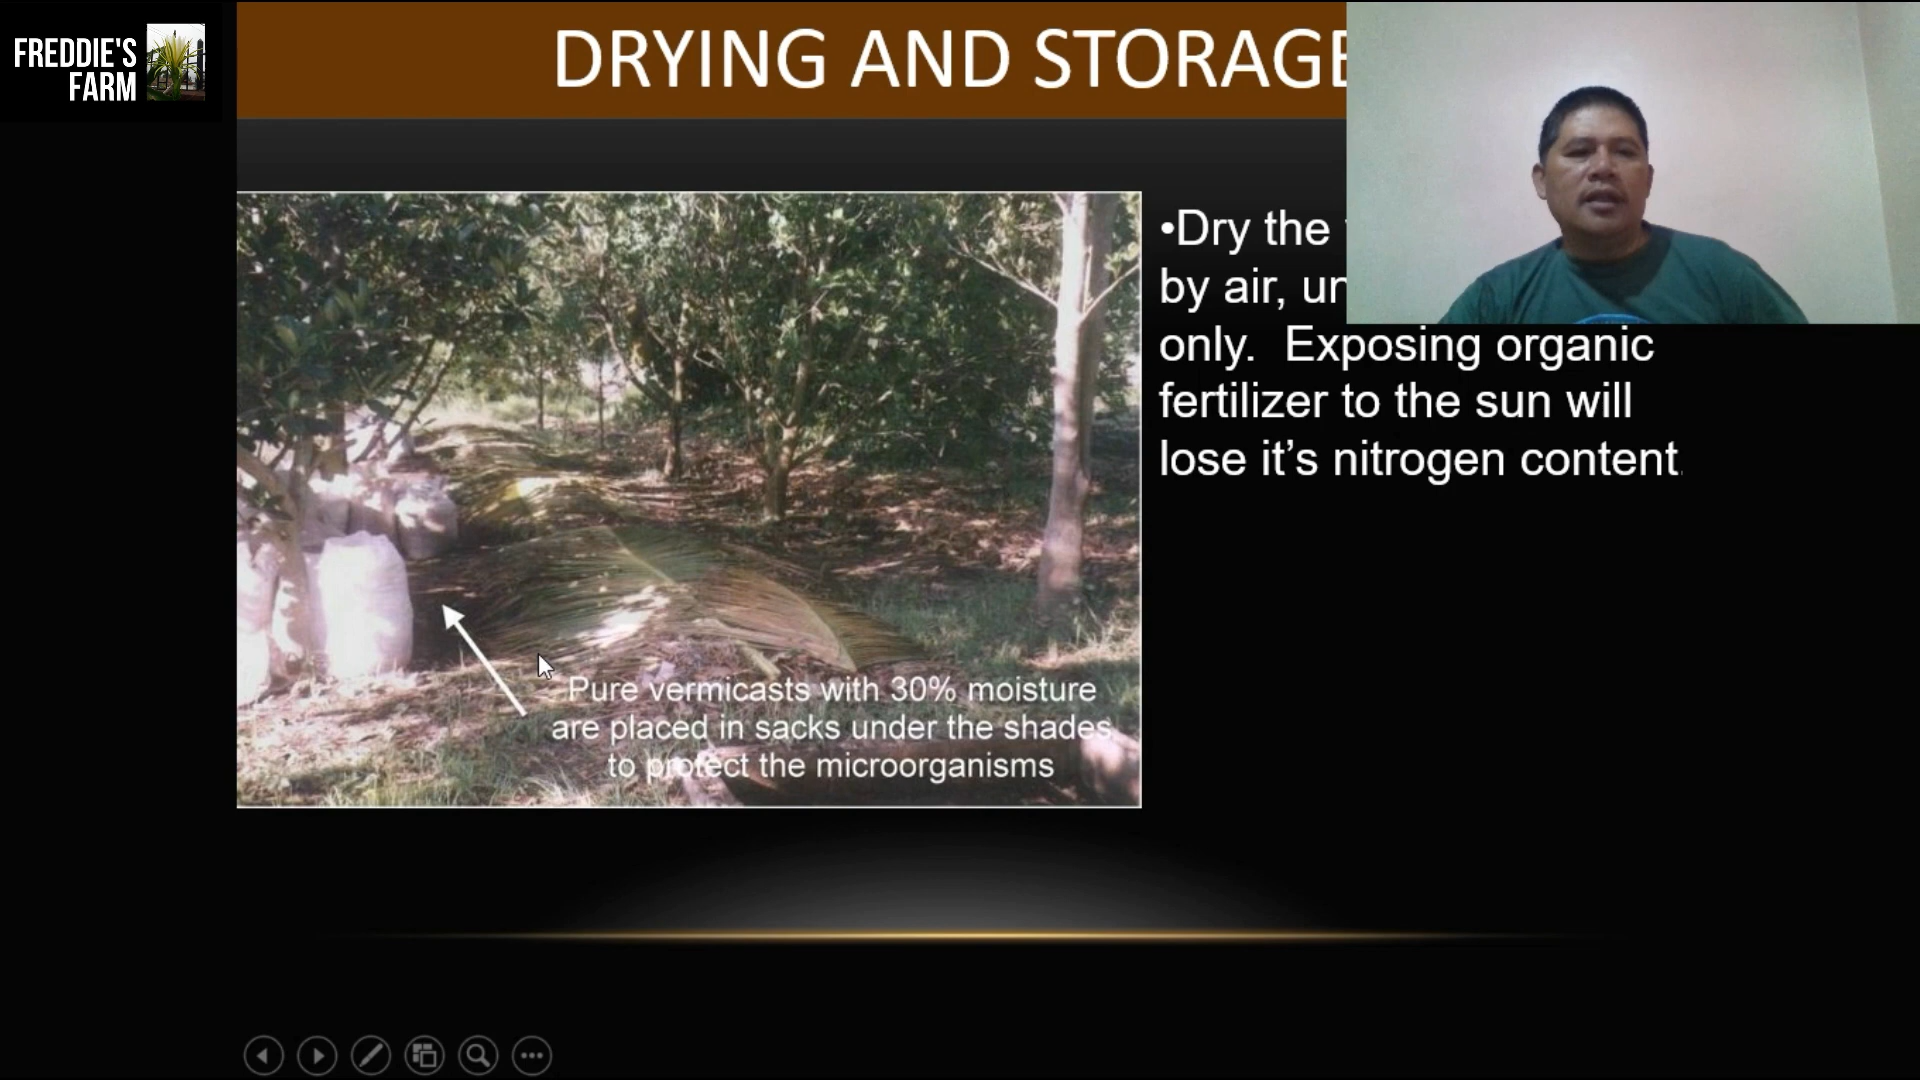 FREDDIE'S
FARM
DRYING AND STORAGE
•Dry the
by air,
only. Exposing organic
fertilizer to the sun will
lose it’s nitrogen content.
Pure vermicasts with 30% moisture
are placed in sacks under the shades
to protect the microorganisms